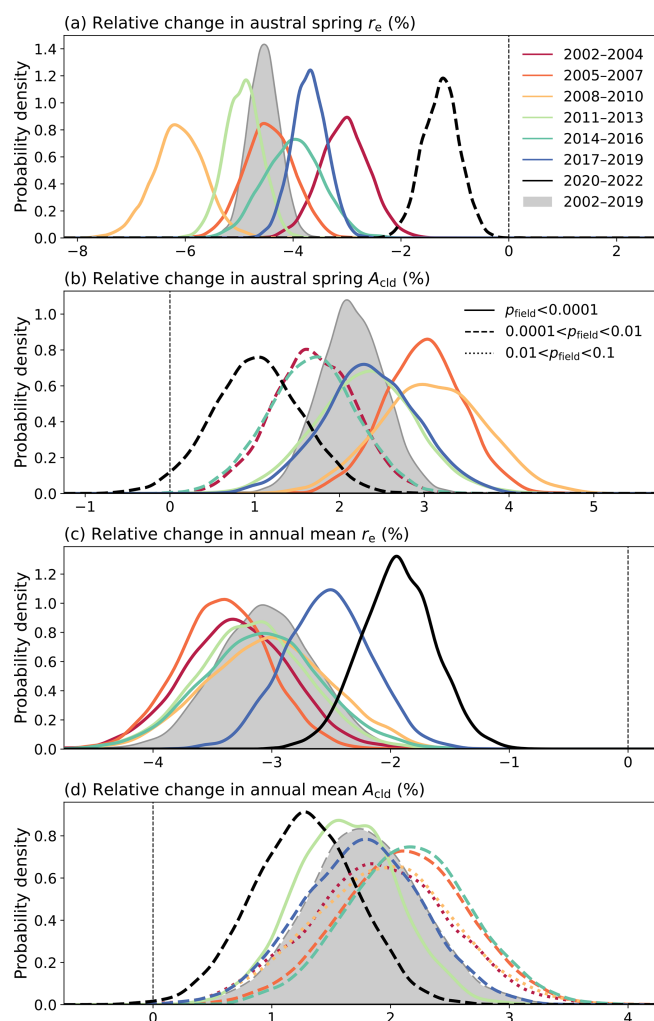 (a) Relative change in austral spring rₑ (%)
Probability density
1.4
1.2
1.0
0.8
0.6
0.4
0.2
0.0
−8 −6 −4 −2 0 2
2002–2004
2005–2007
2008–2010
2011–2013
2014–2016
2017–2019
2020–2022
2002–2019
(b) Relative change in austral spring A_cld (%)
Probability density
1.0
0.8
0.6
0.4
0.2
0.0
−1 0 1 2 3 4 5
p_field<0.0001
0.0001<p_field<0.01
0.01<p_field<0.1
(c) Relative change in annual mean rₑ (%)
Probability density
1.2
1.0
0.8
0.6
0.4
0.2
0.0
−4 −3 −2 −1 0
(d) Relative change in annual mean A_cld (%)
Probability density
0.8
0.6
0.4
0.2
0.0
0 1 2 3 4